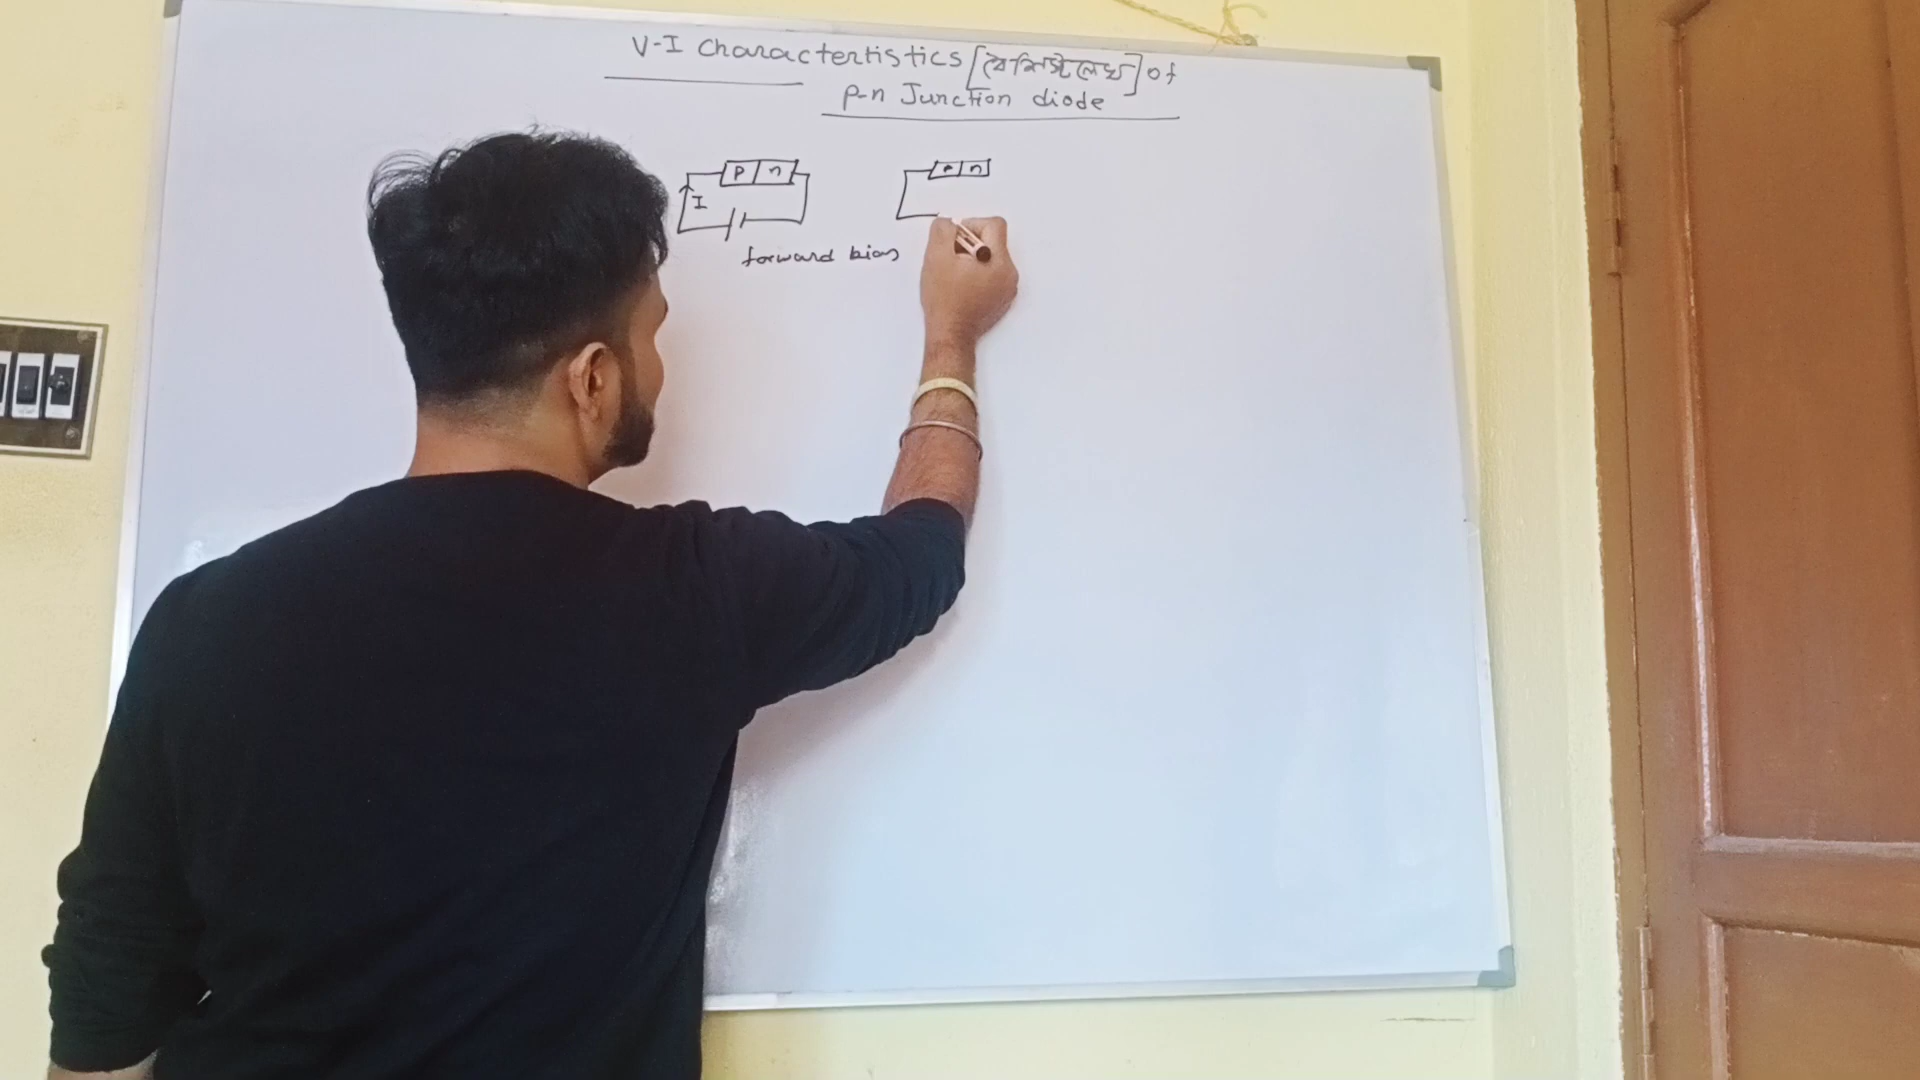 V-I Charactertistics [বৈশিষ্ট্য লেখ] of
p-n Junction diode
P n
I
P n
forward bias